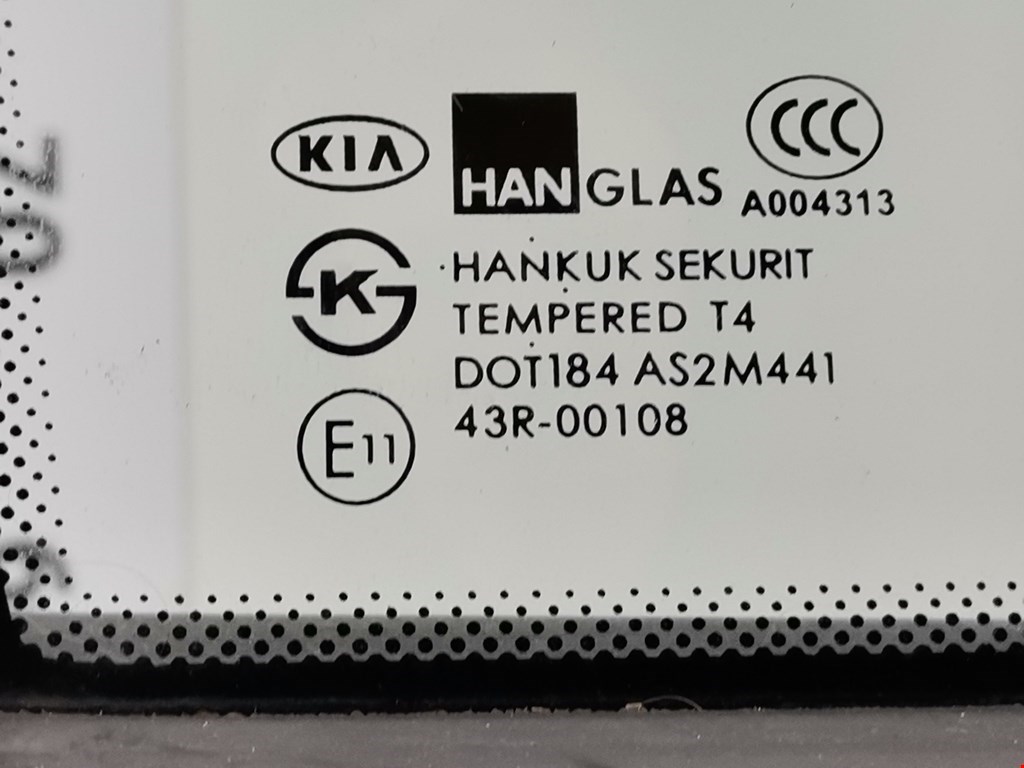 KIA
HANGLAS
CCC
A004313
K
HANKUK SEKURIT
TEMPERED T4
DOT184 AS2M441
43R-00108
E11